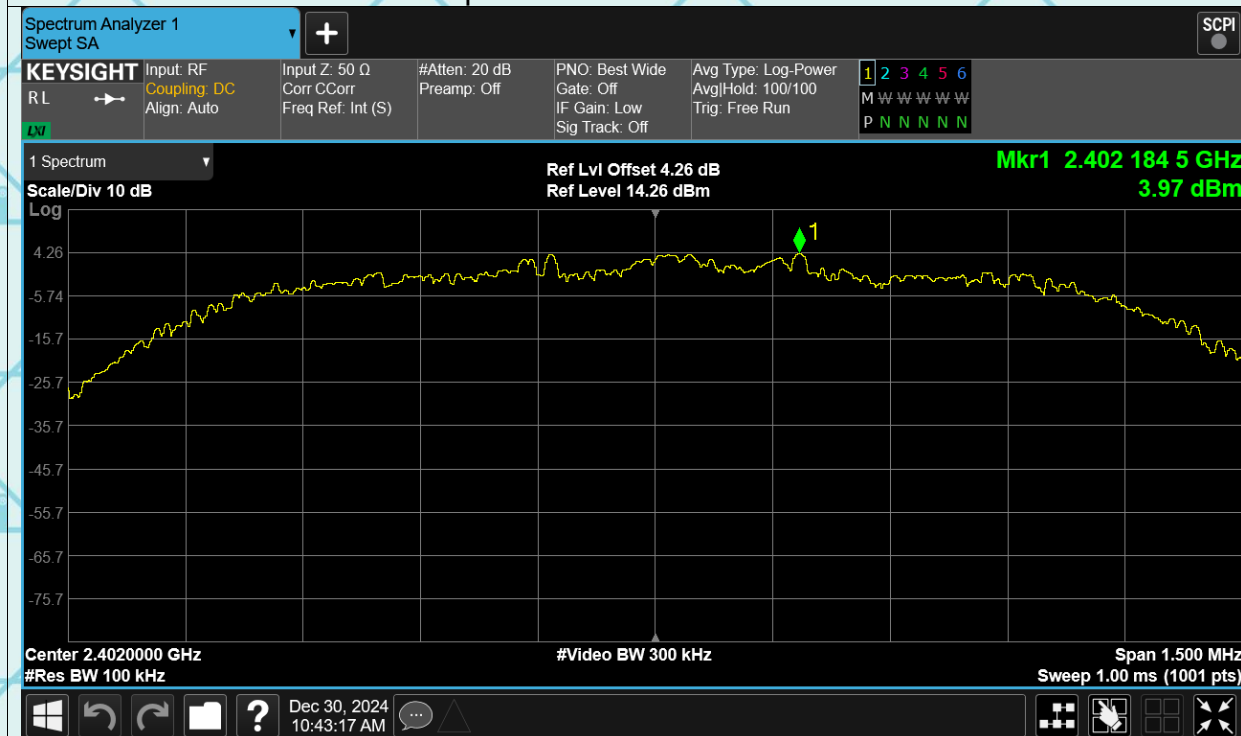 Spectrum Analyzer 1
Swept SA
+
SCPI
KEYSIGHT
RL
LXI
Input: RF
Coupling: DC
Align: Auto
Input Z: 50 Ω
Corr CCorr
Freq Ref: Int (S)
#Atten: 20 dB
Preamp: Off
PNO: Best Wide
Gate: Off
IF Gain: Low
Sig Track: Off
Avg Type: Log-Power
Avg|Hold: 100/100
Trig: Free Run
1 2 3 4 5 6
M W W W W W
P N N N N N
1 Spectrum
Scale/Div 10 dB
Log
Ref Lvl Offset 4.26 dB
Ref Level 14.26 dBm
Mkr1 2.402 184 5 GHz
3.97 dBm
1
4.26
-5.74
-15.7
-25.7
-35.7
-45.7
-55.7
-65.7
-75.7
Center 2.4020000 GHz
#Res BW 100 kHz
#Video BW 300 kHz
Span 1.500 MHz
Sweep 1.00 ms (1001 pts)
?
Dec 30, 2024
10:43:17 AM